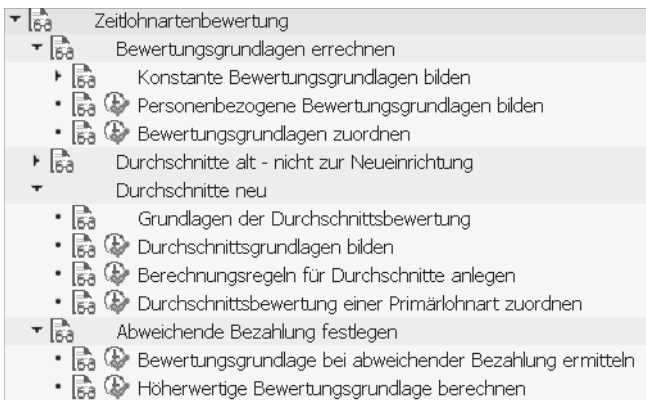 Zeitlohnartenbewertung
Bewertungsgrundlagen errechnen
Konstante Bewertungsgrundlagen bilden
Personenbezogene Bewertungsgrundlagen bilden
Bewertungsgrundlagen zuordnen
Durchschnitte alt - nicht zur Neueinrichtung
Durchschnitte neu
Grundlagen der Durchschnittsbewertung
Durchschnittsgrundlagen bilden
Berechnungsregeln für Durchschnitte anlegen
Durchschnittsbewertung einer Primärlohnart zuordnen
Abweichende Bezahlung festlegen
Bewertungsgrundlage bei abweichender Bezahlung ermitteln
Höherwertige Bewertungsgrundlage berechnen